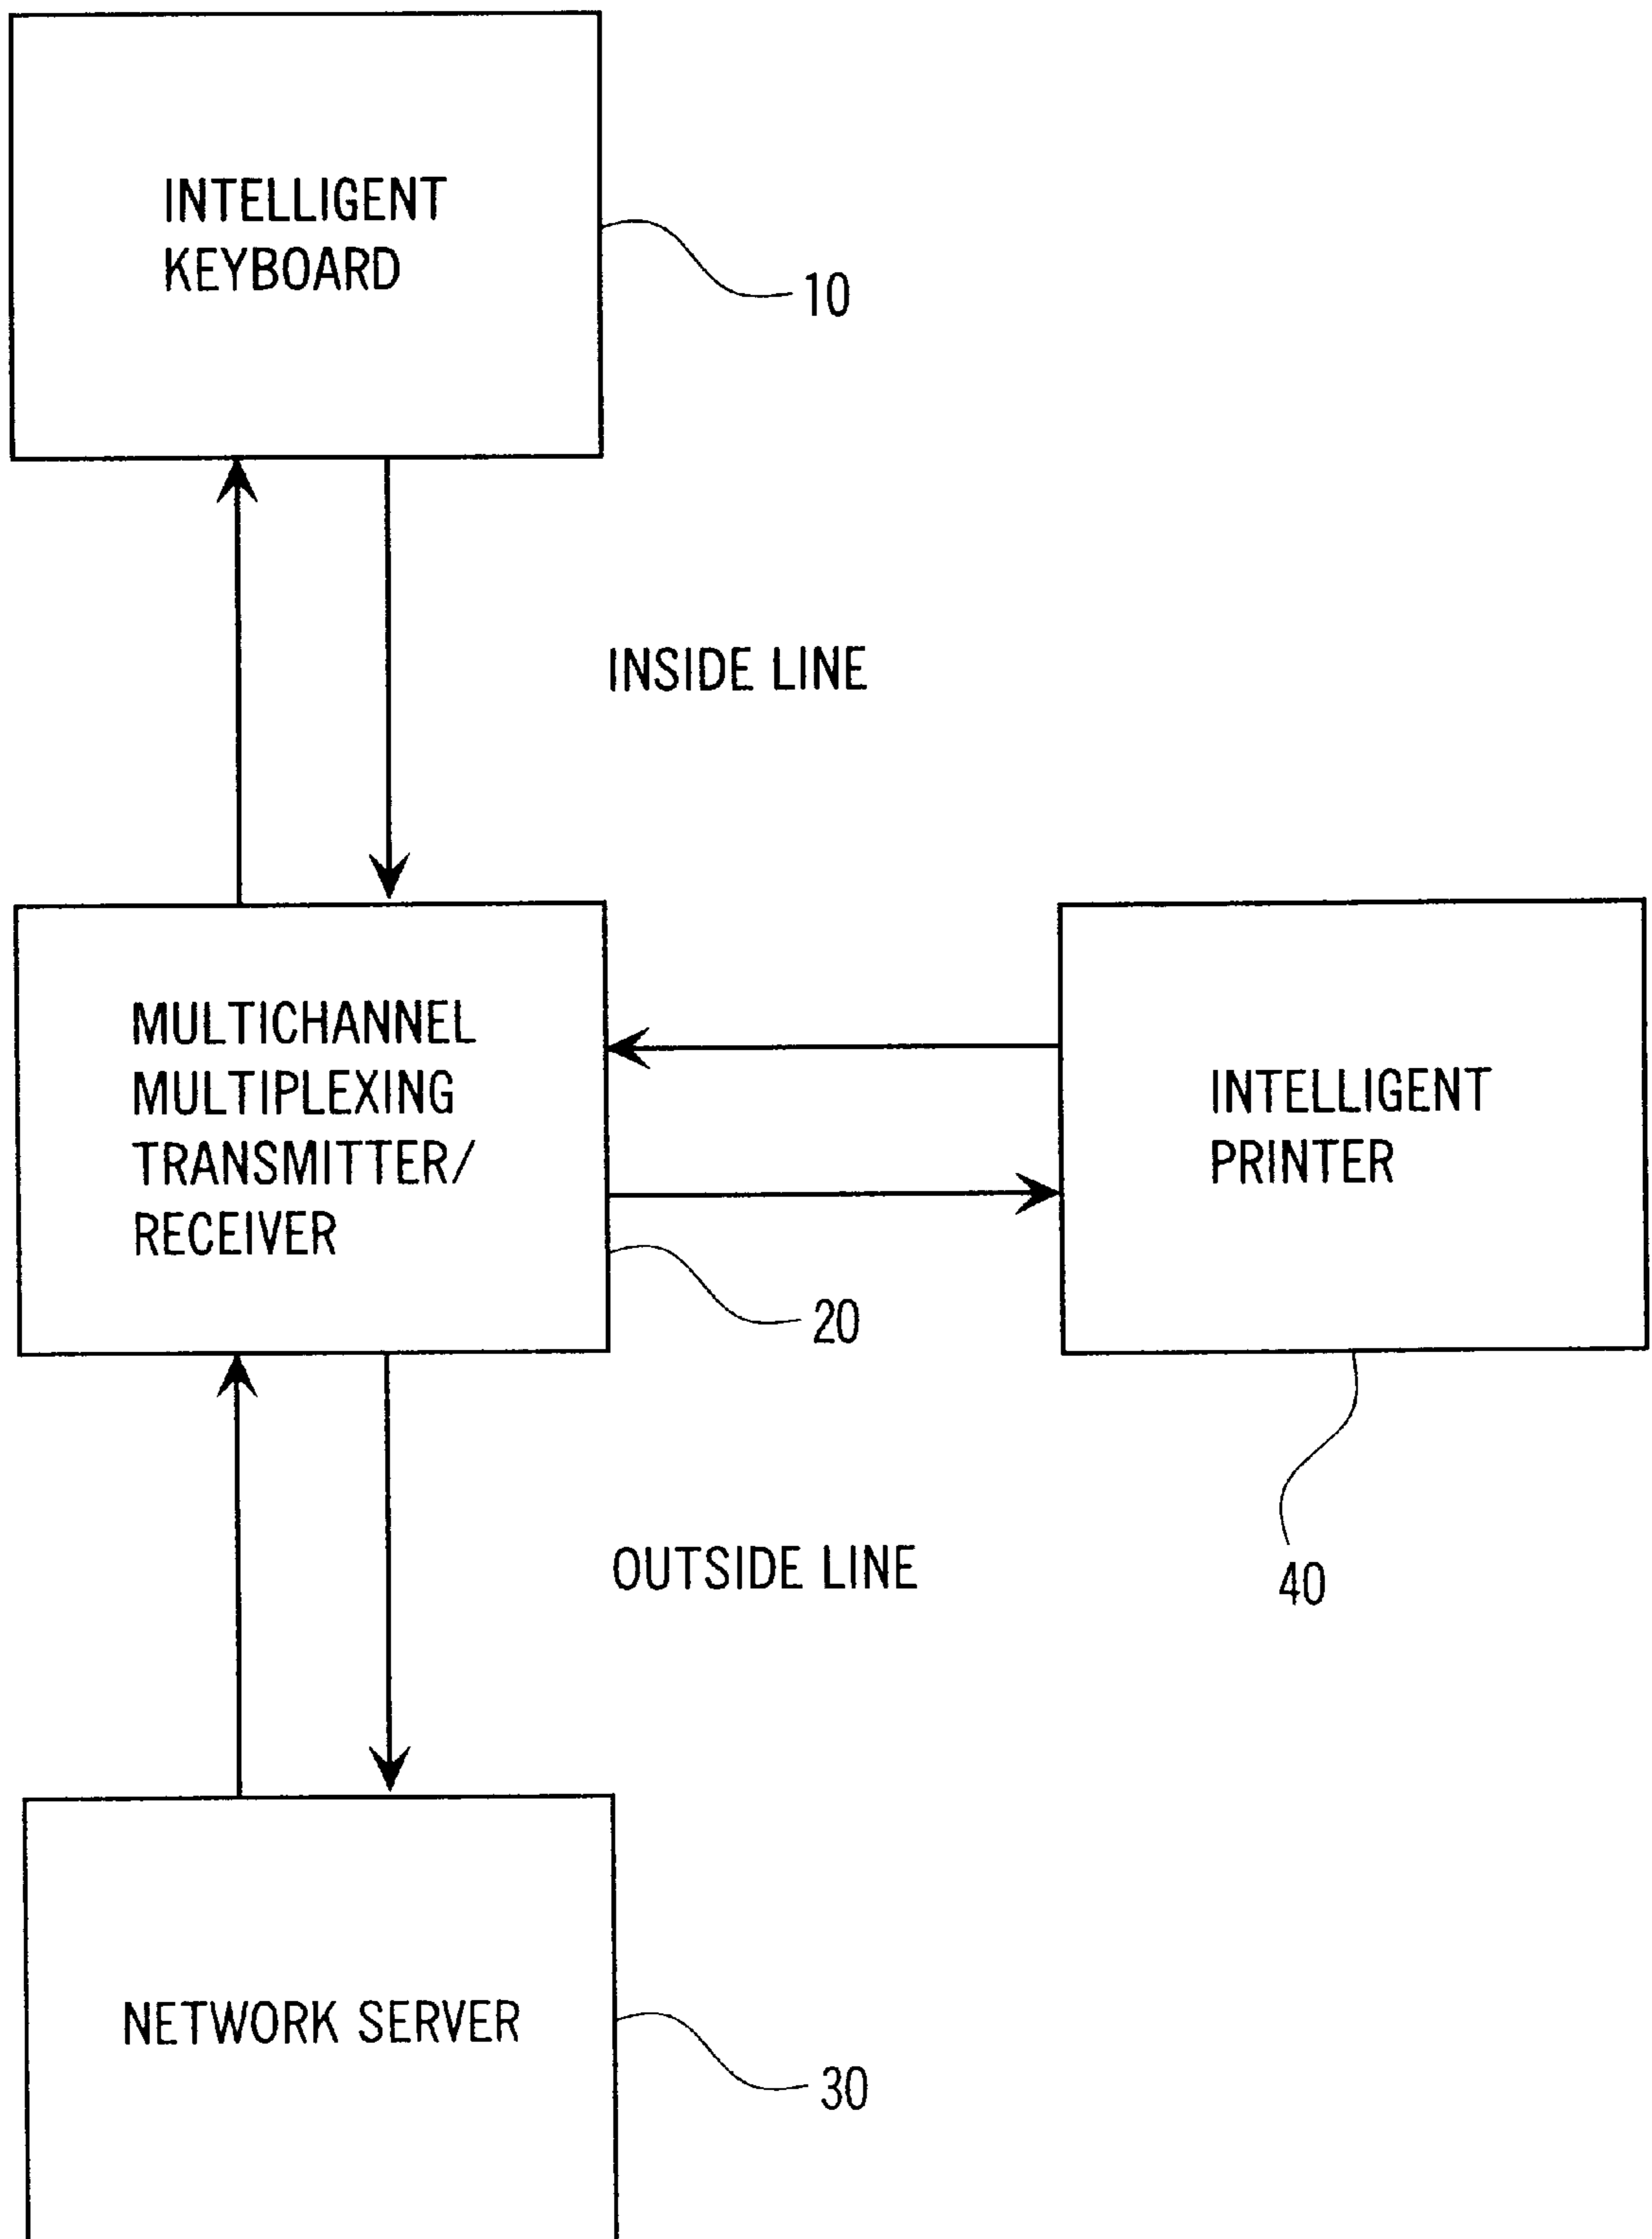 INTELLIGENT
KEYBOARD
10
INSIDE LINE
MULTICHANNEL
MULTIPLEXING
TRANSMITTER/
RECEIVER
20
INTELLIGENT
PRINTER
40
OUTSIDE LINE
NETWORK SERVER
30